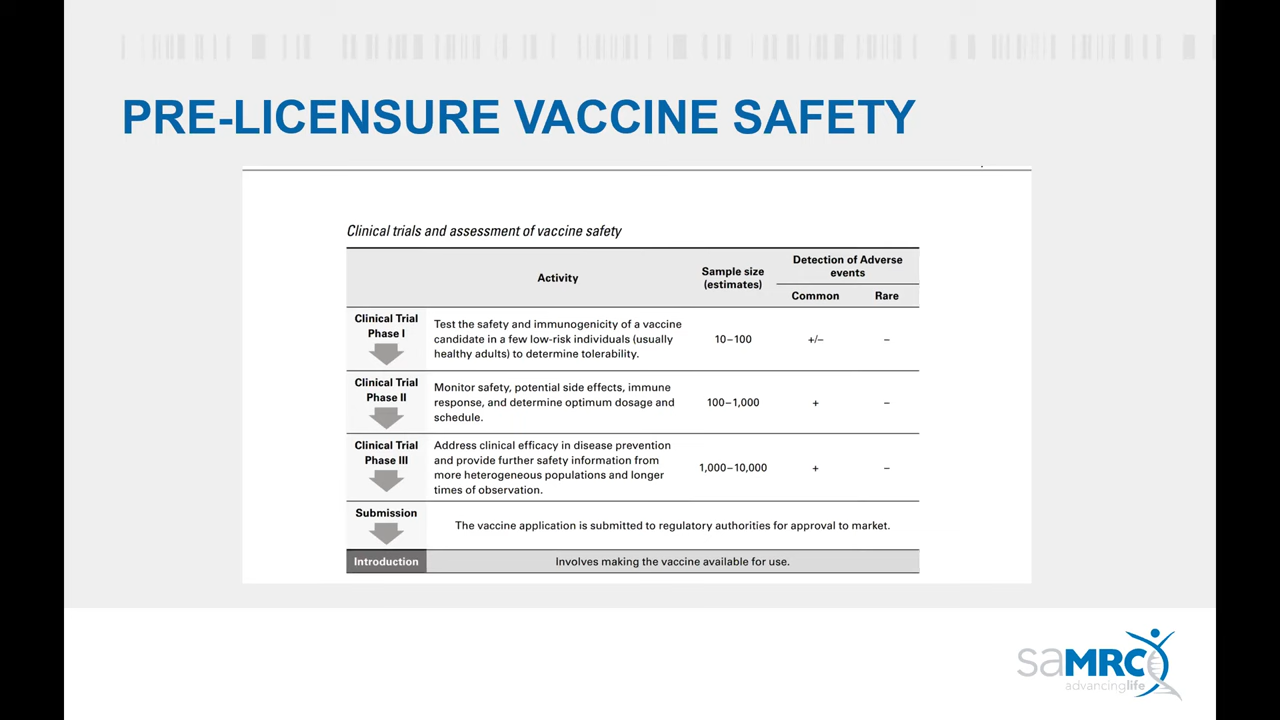 PRE-LICENSURE VACCINE SAFETY
Clinical trials and assessment of vaccine safety
Activity
Sample size
(estimates)
Detection of Adverse
events
Common
Rare
Clinical Trial
Phase I
Test the safety and immunogenicity of a vaccine
candidate in a few low-risk individuals (usually
healthy adults) to determine tolerability.
10–100
+/–
–
Clinical Trial
Phase II
Monitor safety, potential side effects, immune
response, and determine optimum dosage and
schedule.
100–1,000
+
–
Clinical Trial
Phase III
Address clinical efficacy in disease prevention
and provide further safety information from
more heterogeneous populations and longer
times of observation.
1,000–10,000
+
–
Submission
The vaccine application is submitted to regulatory authorities for approval to market.
Introduction
Involves making the vaccine available for use.
saMRC
advancinglife